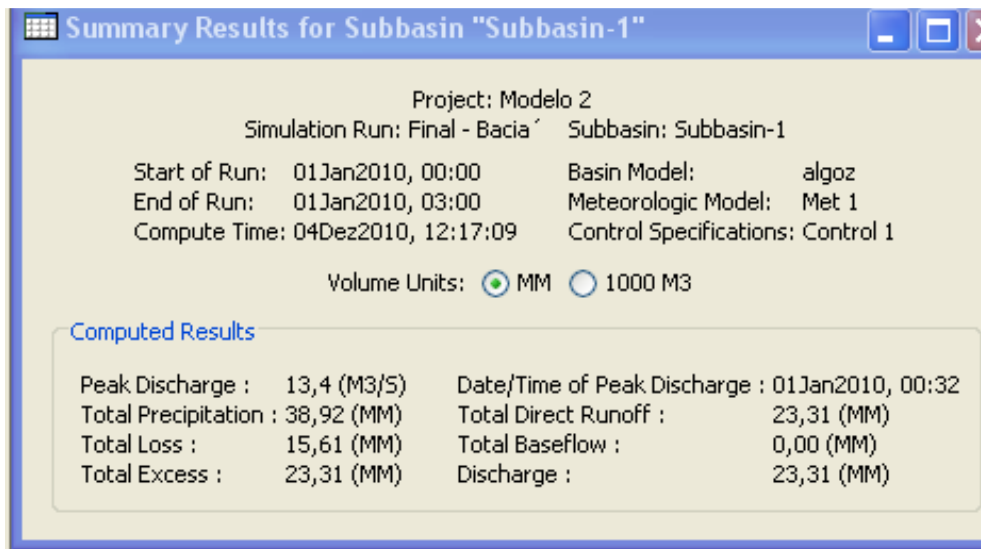 Summary Results for Subbasin "Subbasin-1"
Project: Modelo 2
Simulation Run: Final - Bacia´ Subbasin: Subbasin-1
Start of Run: 01Jan2010, 00:00 Basin Model: algoz
End of Run: 01Jan2010, 03:00 Meteorologic Model: Met 1
Compute Time: 04Dez2010, 12:17:09 Control Specifications: Control 1
Volume Units: MM 1000 M3
Computed Results
Peak Discharge : 13,4 (M3/S) Date/Time of Peak Discharge : 01Jan2010, 00:32
Total Precipitation : 38,92 (MM) Total Direct Runoff : 23,31 (MM)
Total Loss : 15,61 (MM) Total Baseflow : 0,00 (MM)
Total Excess : 23,31 (MM) Discharge : 23,31 (MM)